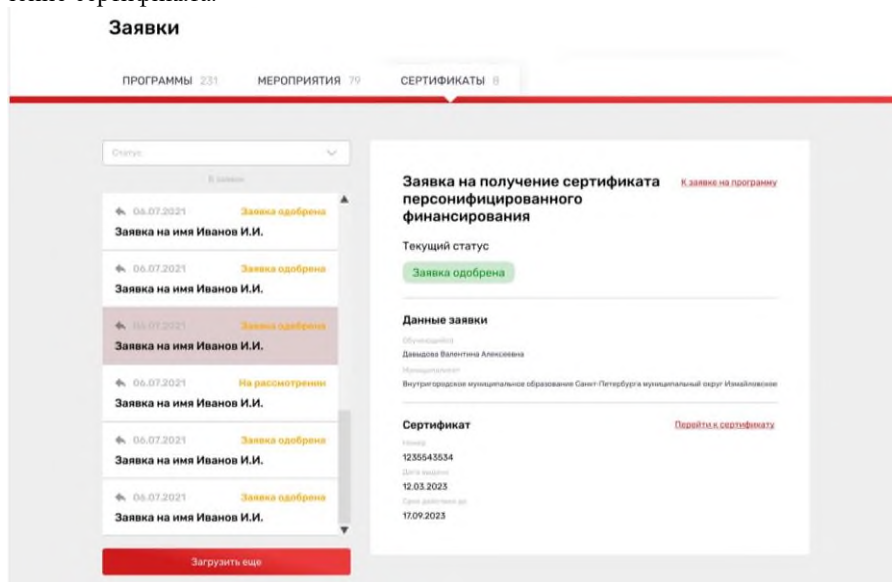 Заявки
ПРОГРАММЫ 231 МЕРОПРИЯТИЯ 79 СЕРТИФИКАТЫ 8
Статус
06.07.2021 Заявка одобрена
Заявка на имя Иванов И.И.
06.07.2021 Заявка одобрена
Заявка на имя Иванов И.И.
06.07.2021 Заявка одобрена
Заявка на имя Иванов И.И.
06.07.2021 На рассмотрении
Заявка на имя Иванов И.И.
06.07.2021 Заявка одобрена
Заявка на имя Иванов И.И.
06.07.2021 Заявка одобрена
Заявка на имя Иванов И.И.
Загрузить еще
Заявка на получение сертификата К заявке на программу
персонифицированного
финансирования
Текущий статус
Заявка одобрена
Данные заявки
Обучающийся
Давыдова Валентина Алексеевна
Муниципалитет
Внутригородское муниципальное образование Санкт-Петербурга муниципальный округ Измайловское
Сертификат Перейти к сертификату
Номер
1235543534
Дата выдачи
12.03.2023
Срок действия до
17.09.2023